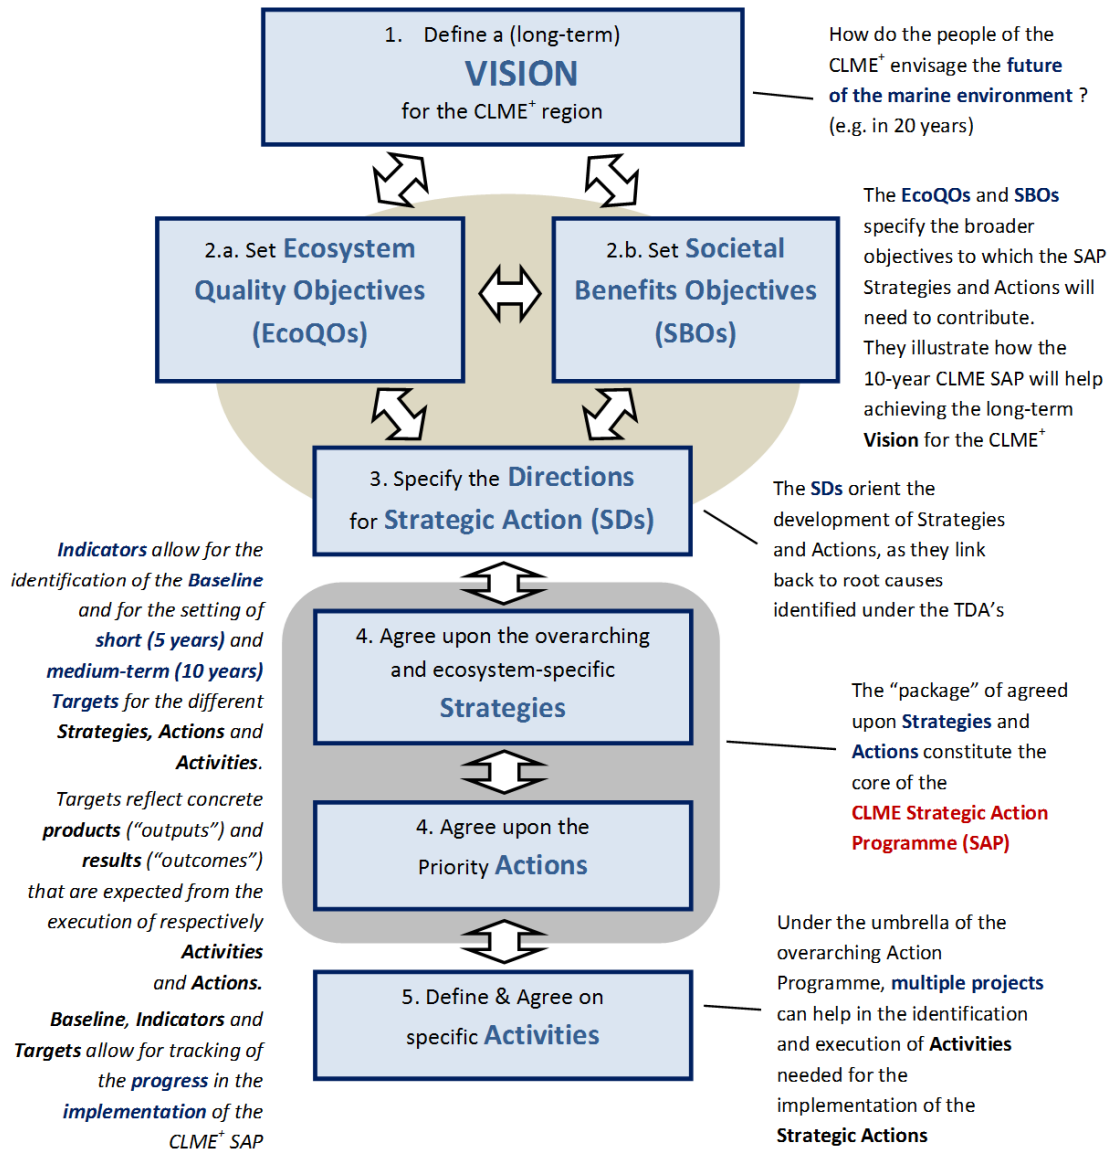 1. Define a (long-term)
VISION
for the CLME+ region
How do the people of the
CLME+ envisage the future
of the marine environment ?
(e.g. in 20 years)
2.a. Set Ecosystem
Quality Objectives
(EcoQOs)
2.b. Set Societal
Benefits Objectives
(SBOs)
The EcoQOs and SBOs
specify the broader
objectives to which the SAP
Strategies and Actions will
need to contribute.
They illustrate how the
10-year CLME SAP will help
achieving the long-term
Vision for the CLME+
3. Specify the Directions
for Strategic Action (SDs)
The SDs orient the
development of Strategies
and Actions, as they link
back to root causes
identified under the TDA's
Indicators allow for the
identification of the Baseline
and for the setting of
short (5 years) and
medium-term (10 years)
Targets for the different
Strategies, Actions and
Activities.
Targets reflect concrete
products ("outputs") and
results ("outcomes")
that are expected from the
execution of respectively
Activities
and Actions.
Baseline, Indicators and
Targets allow for tracking of
the progress in the
implementation of the
CLME+ SAP
4. Agree upon the overarching
and ecosystem-specific
Strategies
4. Agree upon the
Priority Actions
The "package" of agreed
upon Strategies and
Actions constitute the
core of the
CLME Strategic Action
Programme (SAP)
5. Define & Agree on
specific Activities
Under the umbrella of the
overarching Action
Programme, multiple projects
can help in the identification
and execution of Activities
needed for the
implementation of the
Strategic Actions